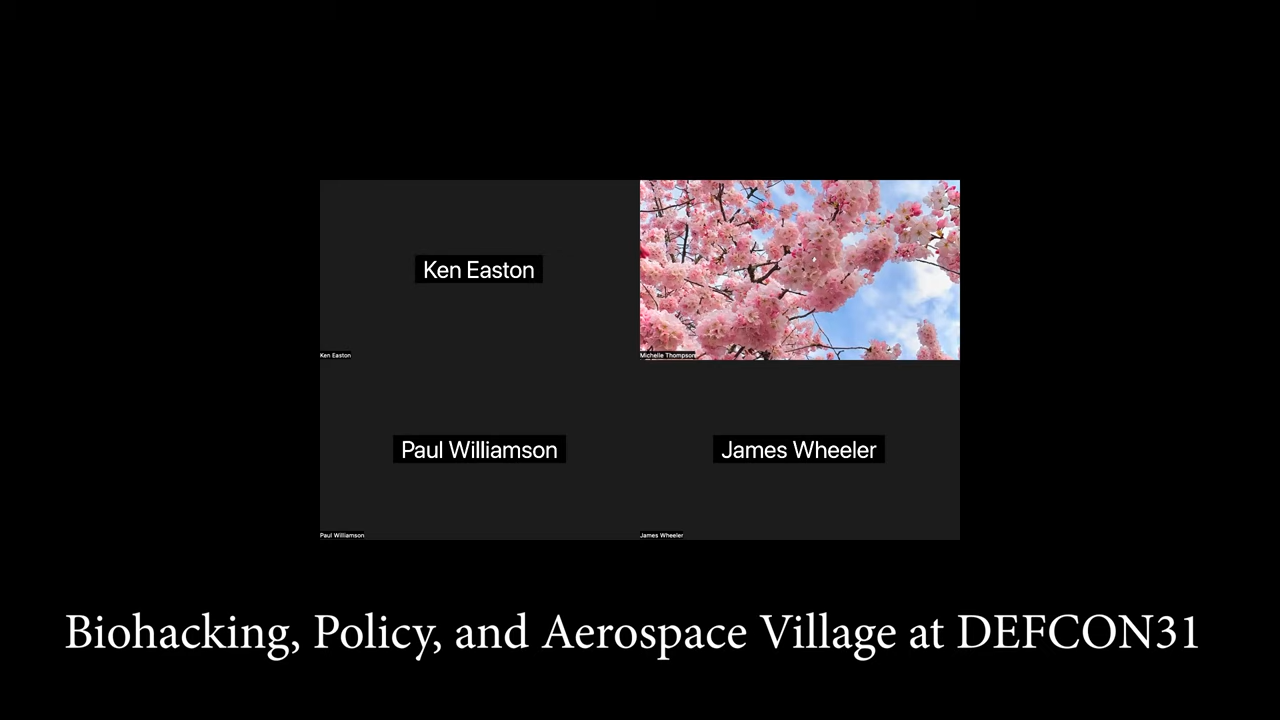 Ken Easton
Ken Easton
Michelle Thompson
Paul Williamson
James Wheeler
Paul Williamson
James Wheeler
Biohacking, Policy, and Aerospace Village at DEFCON31